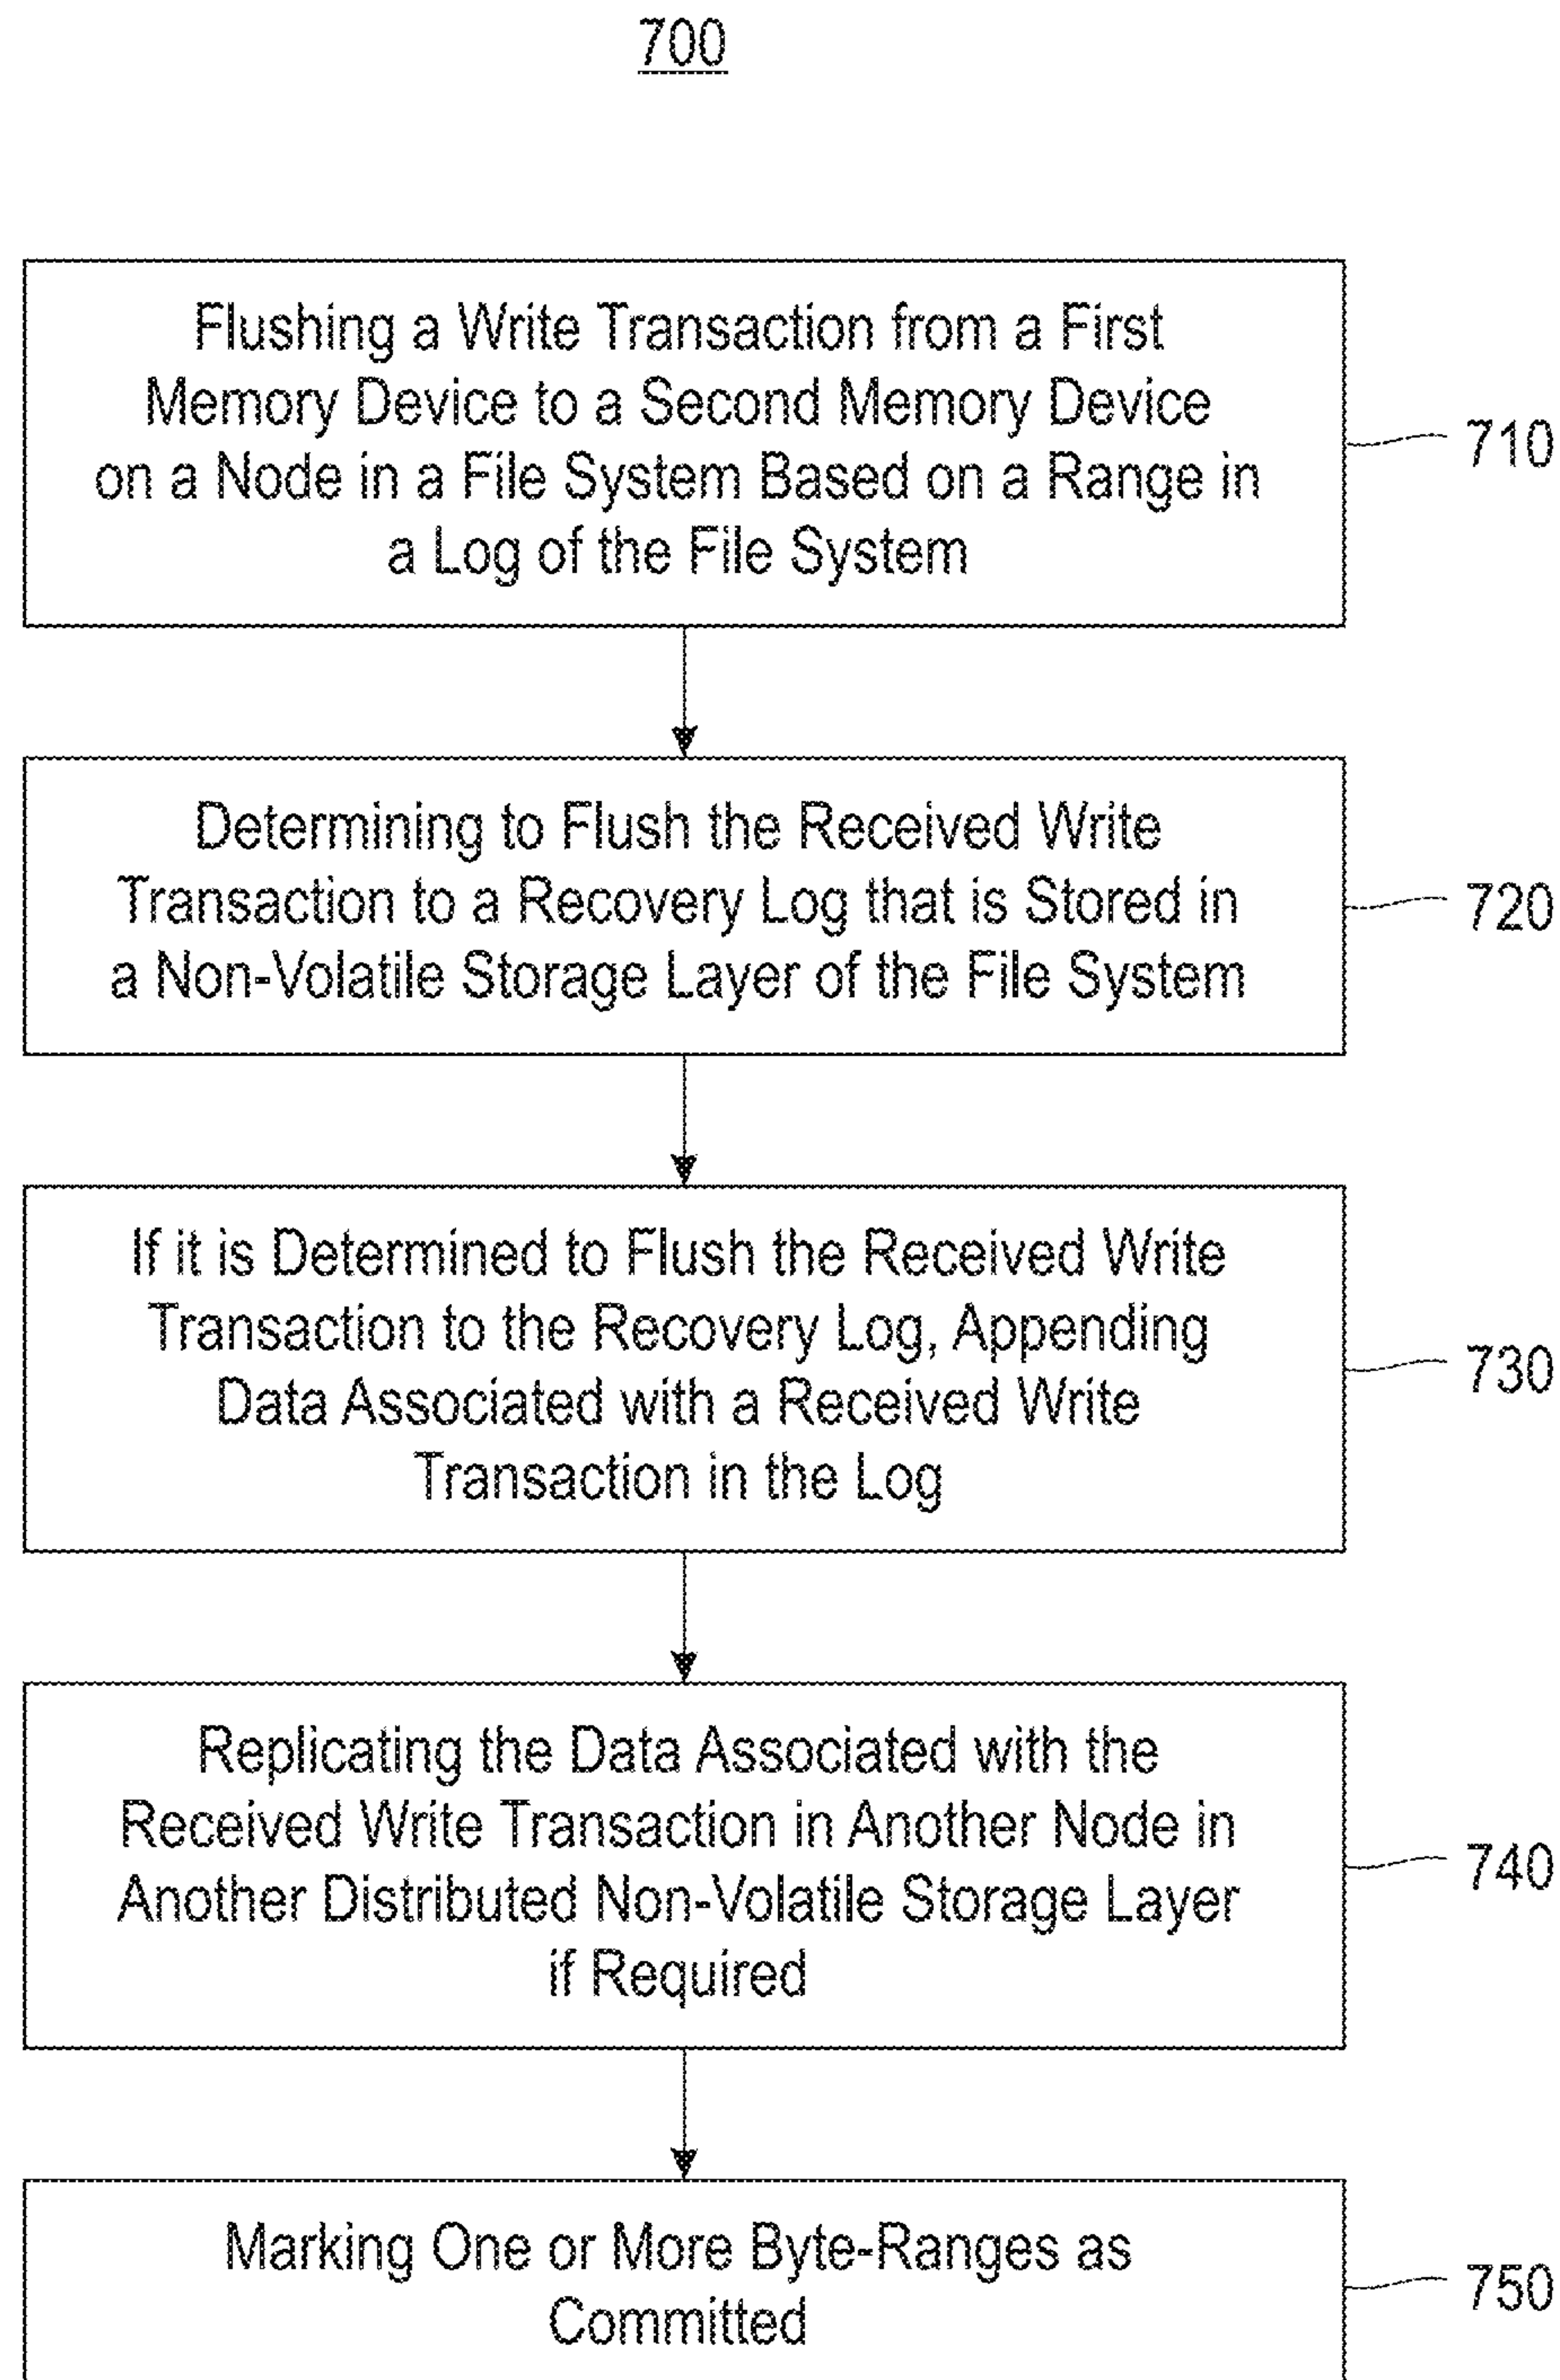 700
Flushing a Write Transaction from a First
Memory Device to a Second Memory Device
on a Node in a File System Based on a Range in
a Log of the File System
710
Determining to Flush the Received Write
Transaction to a Recovery Log that is Stored in
a Non-Volatile Storage Layer of the File System
720
If it is Determined to Flush the Received Write
Transaction to the Recovery Log, Appending
Data Associated with a Received Write
Transaction in the Log
730
Replicating the Data Associated with the
Received Write Transaction in Another Node in
Another Distributed Non-Volatile Storage Layer
if Required
740
Marking One or More Byte-Ranges as
Committed
750